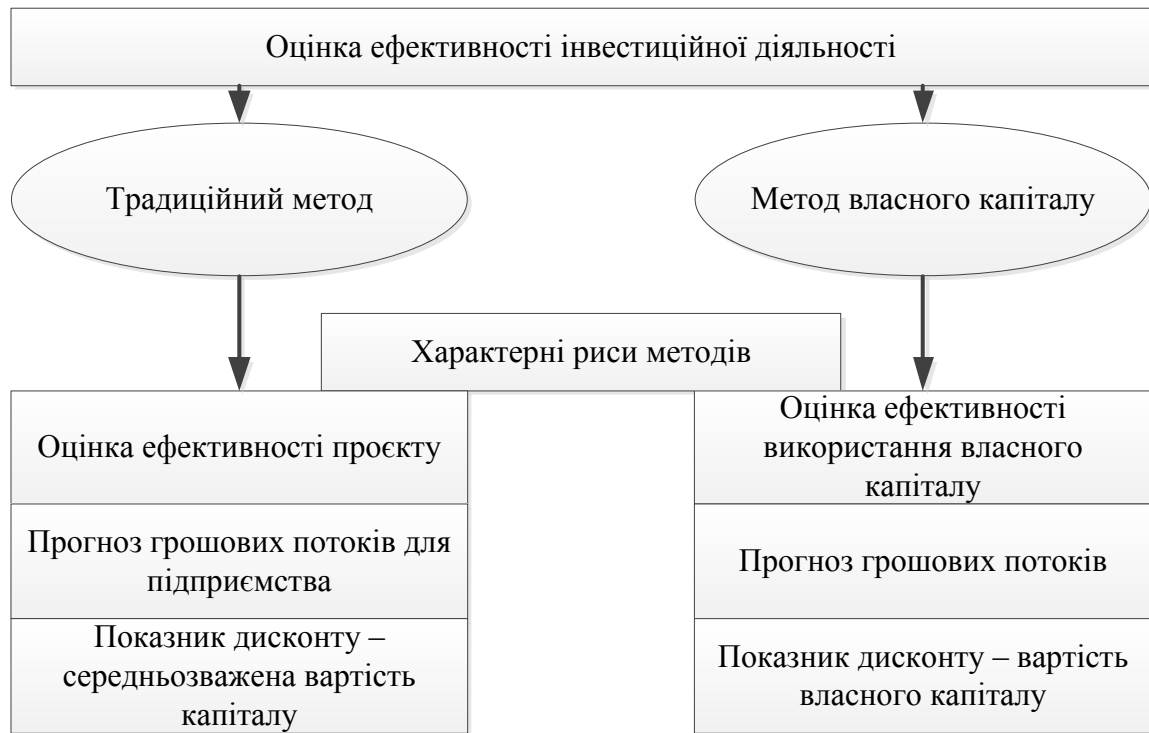 Оцінка ефективності інвестиційної діяльності
Традиційний метод
Метод власного капіталу
Характерні риси методів
Оцінка ефективності проєкту
Прогноз грошових потоків для
підприємства
Показник дисконту –
середньозважена вартість
капіталу
Оцінка ефективності
використання власного
капіталу
Прогноз грошових потоків
Показник дисконту – вартість
власного капіталу